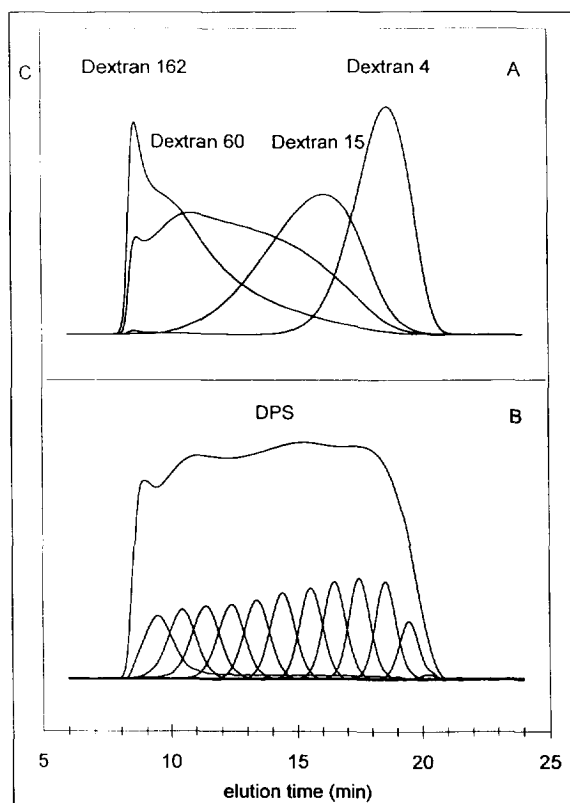 C
Dextran 162
Dextran 4
A
Dextran 60
Dextran 15
DPS
B
5
10
15
20
25
elution time (min)